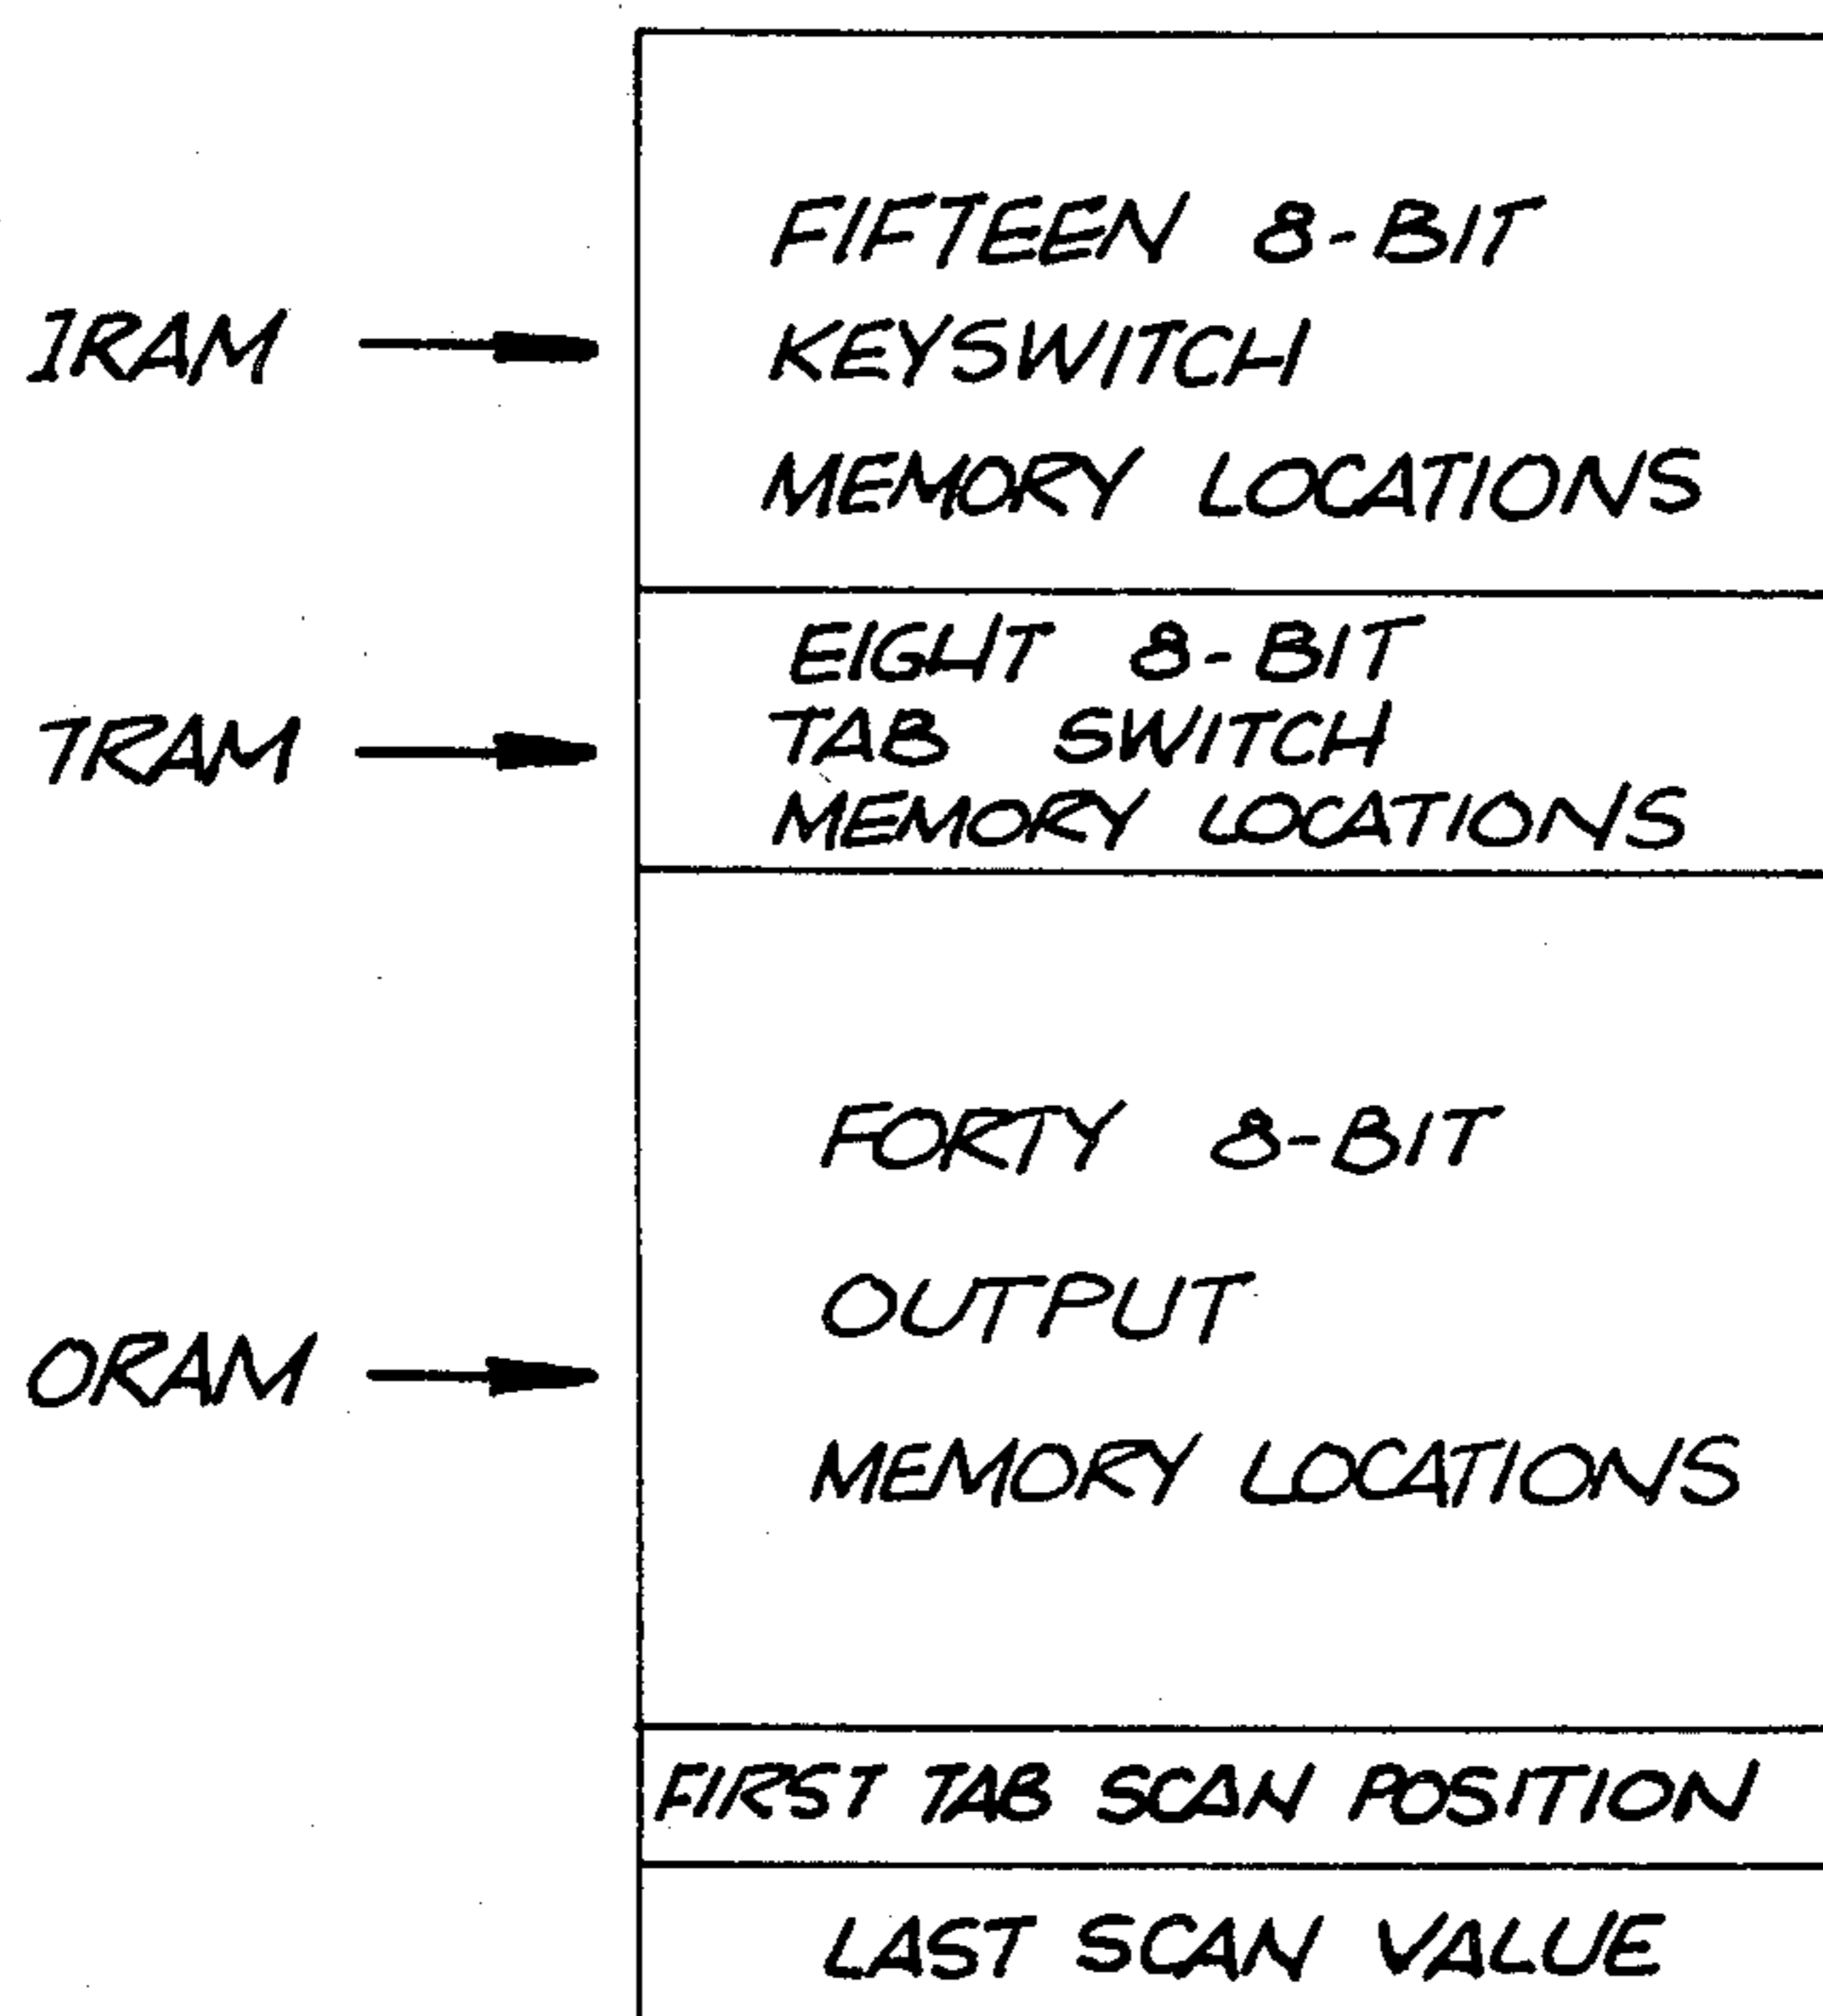 FIFTEEN 8-BIT
IRAM KEYSWITCH
MEMORY LOCATIONS
EIGHT 8-BIT
TRAM TAB SWITCH
MEMORY LOCATIONS
FORTY 8-BIT
OUTPUT
ORAM
MEMORY LOCATIONS
FIRST TAB SCAN POSITION
LAST SCAN VALUE